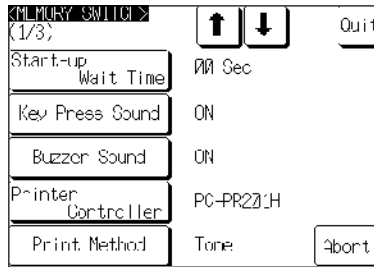 <MEMORY SWITCH>
(1/3)
Quit
Start-up
Wait Time
00 Sec
Key Press Sound
ON
Buzzer Sound
ON
Printer
Controller
PC-PR201H
Print Method
Tone
Abort